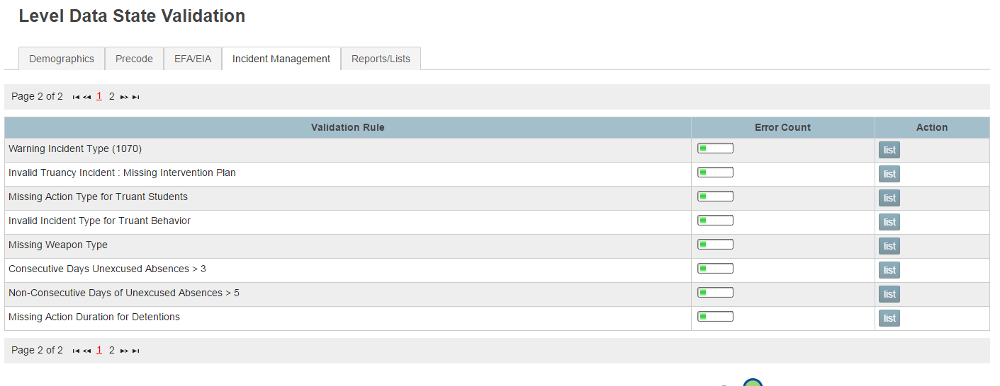 Level Data State Validation
Demographics Precode EFA/EIA Incident Management Reports/Lists
Page 2 of 2 1 2
Validation Rule Error Count Action
Warning Incident Type (1070) list
Invalid Truancy Incident : Missing Intervention Plan list
Missing Action Type for Truant Students list
Invalid Incident Type for Truant Behavior list
Missing Weapon Type list
Consecutive Days Unexcused Absences > 3 list
Non-Consecutive Days of Unexcused Absences > 5 list
Missing Action Duration for Detentions list
Page 2 of 2 1 2